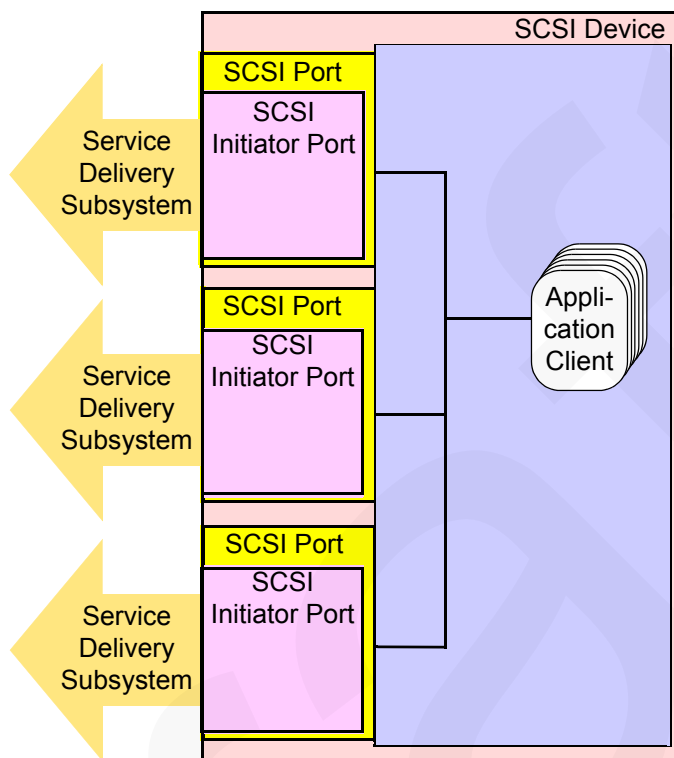 SCSI Device
SCSI Port
SCSI
Initiator Port
Service
Delivery
Subsystem
Appli-
cation
Client
SCSI Port
SCSI
Initiator Port
Service
Delivery
Subsystem
SCSI Port
SCSI
Initiator Port
Service
Delivery
Subsystem